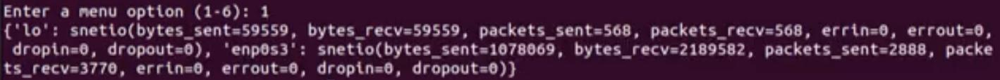 Enter a menu option (1-6): 1
{'lo': snetio(bytes_sent=59559, bytes_recv=59559, packets_sent=568, packets_recv=568, errin=0, errout=0,
 dropin=0, dropout=0), 'enp0s3': snetio(bytes_sent=1078069, bytes_recv=2189582, packets_sent=2888, packe
ts_recv=3770, errin=0, errout=0, dropin=0, dropout=0)}